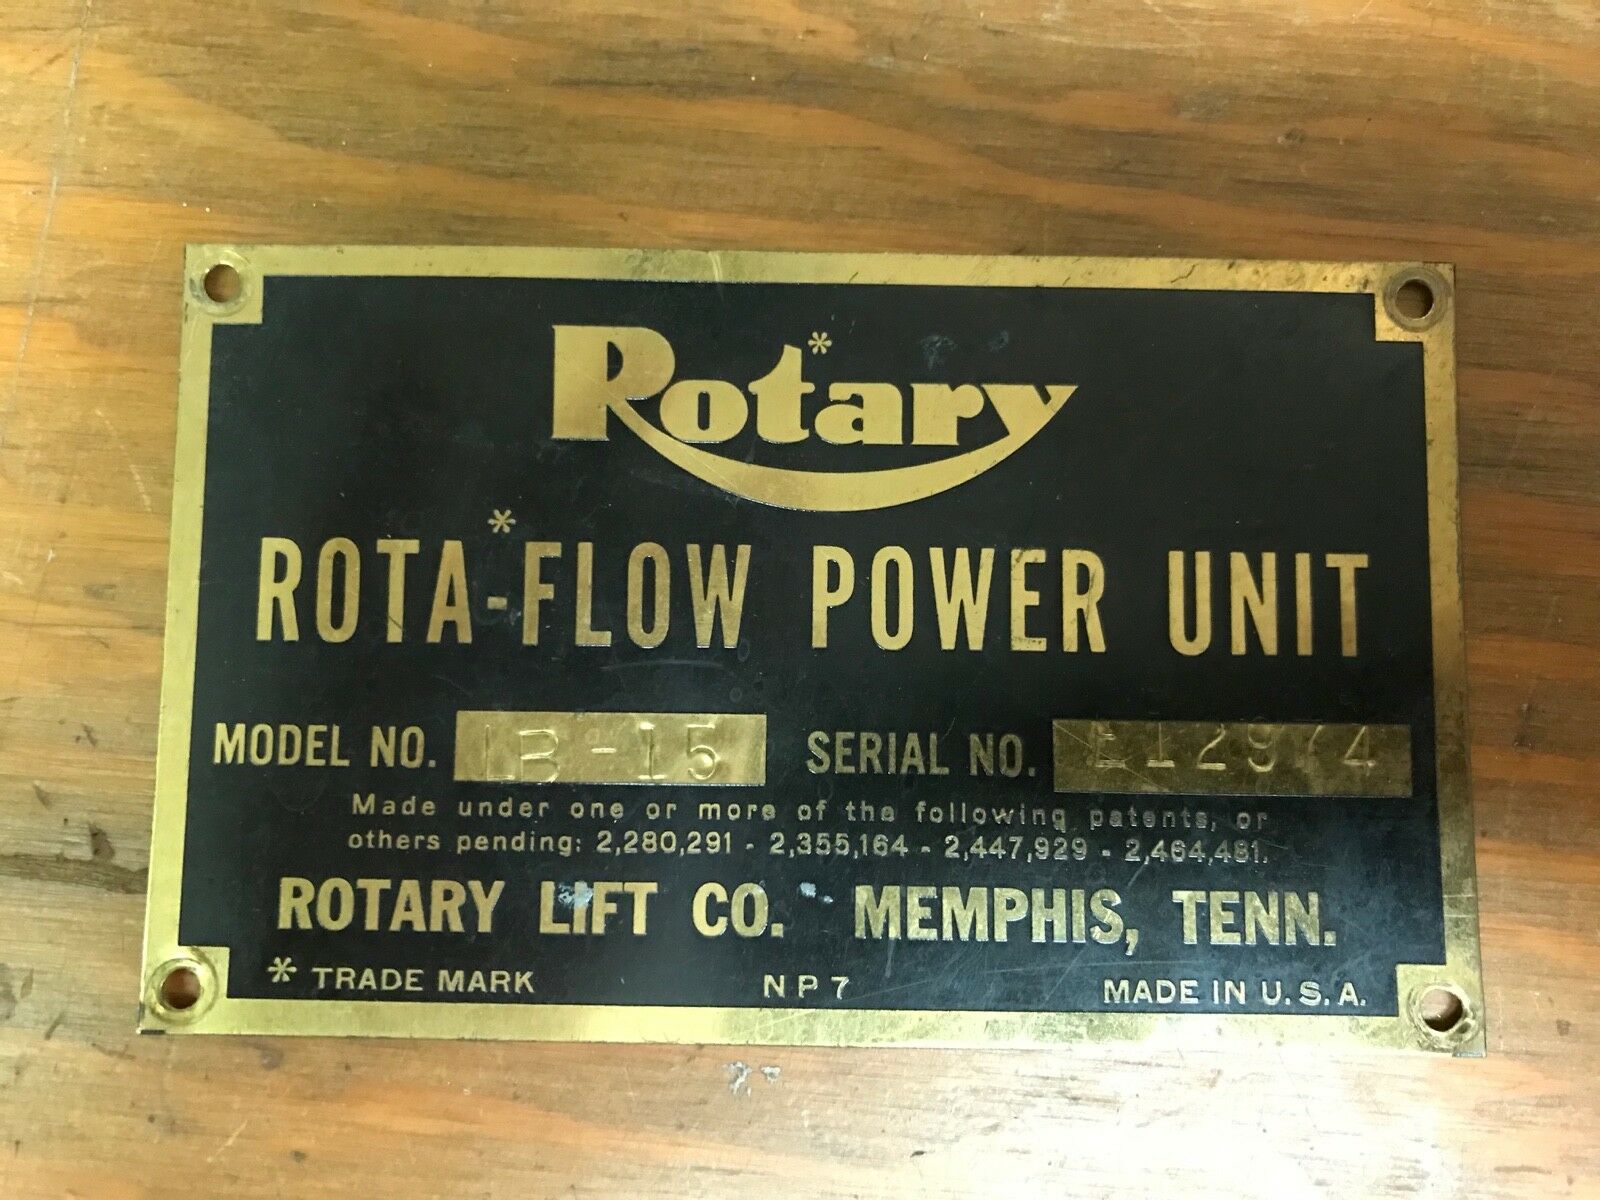 Rotary*
ROTA*-FLOW POWER UNIT
MODEL NO. LB-15 SERIAL NO. E12974
Made under one or more of the following patents, or
others pending: 2,280,291 - 2,355,164 - 2,447,929 - 2,464,481.
ROTARY LIFT CO. MEMPHIS, TENN.
* TRADE MARK NP7 MADE IN U.S.A.